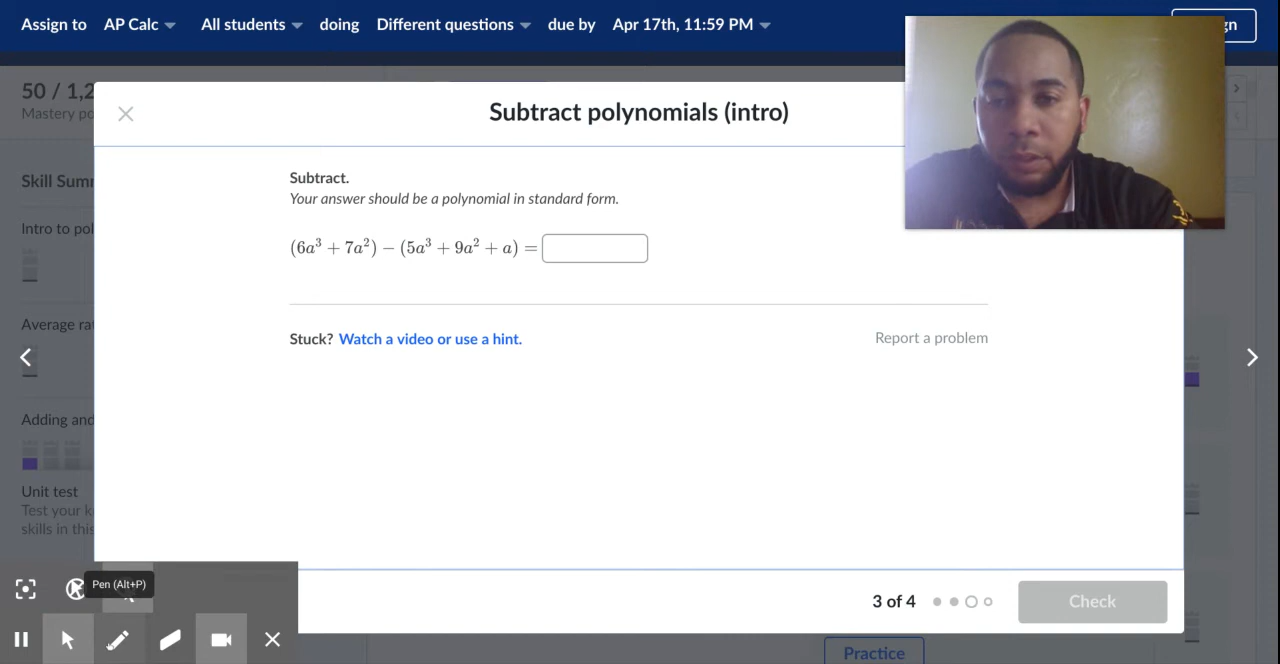 Assign to AP Calc All students doing Different questions due by Apr 17th, 11:59 PM
50 / 1,2
Mastery po
Subtract polynomials (intro)
Skill Sum
Subtract.
Your answer should be a polynomial in standard form.
Intro to pol
(6a³ + 7a²) − (5a³ + 9a² + a) =
Average ra
Stuck? Watch a video or use a hint.
Report a problem
Adding and
Unit test
Test your k
skills in this
Pen (Alt+P)
3 of 4
Check
Practice